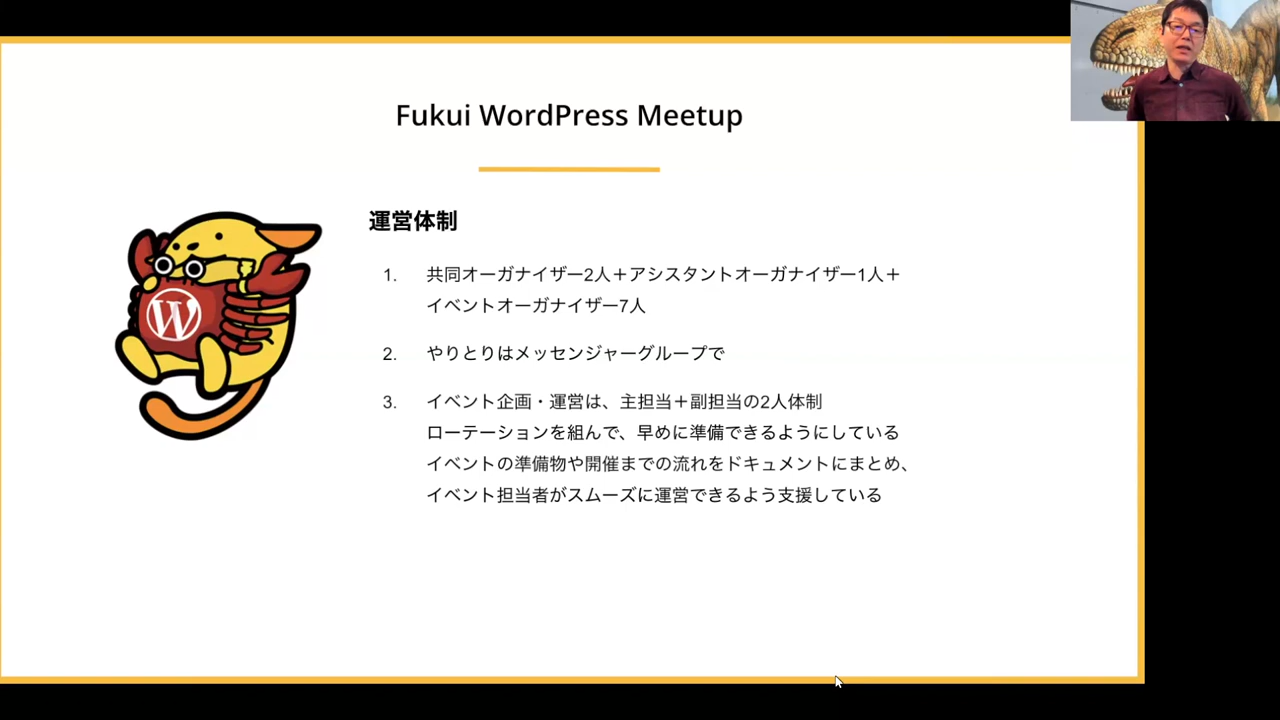 Fukui WordPress Meetup
運営体制
1. 共同オーガナイザー2人＋アシスタントオーガナイザー1人＋
イベントオーガナイザー7人
2. やりとりはメッセンジャーグループで
3. イベント企画・運営は、主担当＋副担当の2人体制
ローテーションを組んで、早めに準備できるようにしている
イベントの準備物や開催までの流れをドキュメントにまとめ、
イベント担当者がスムーズに運営できるよう支援している